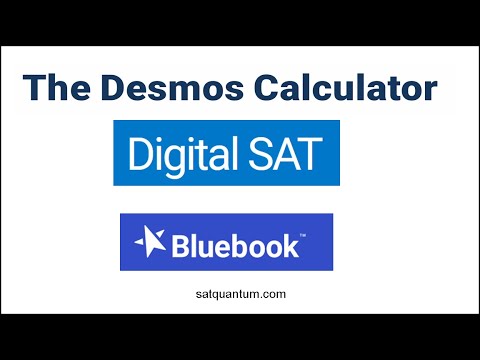 The Desmos Calculator
Digital SAT
Bluebook™
satquantum.com